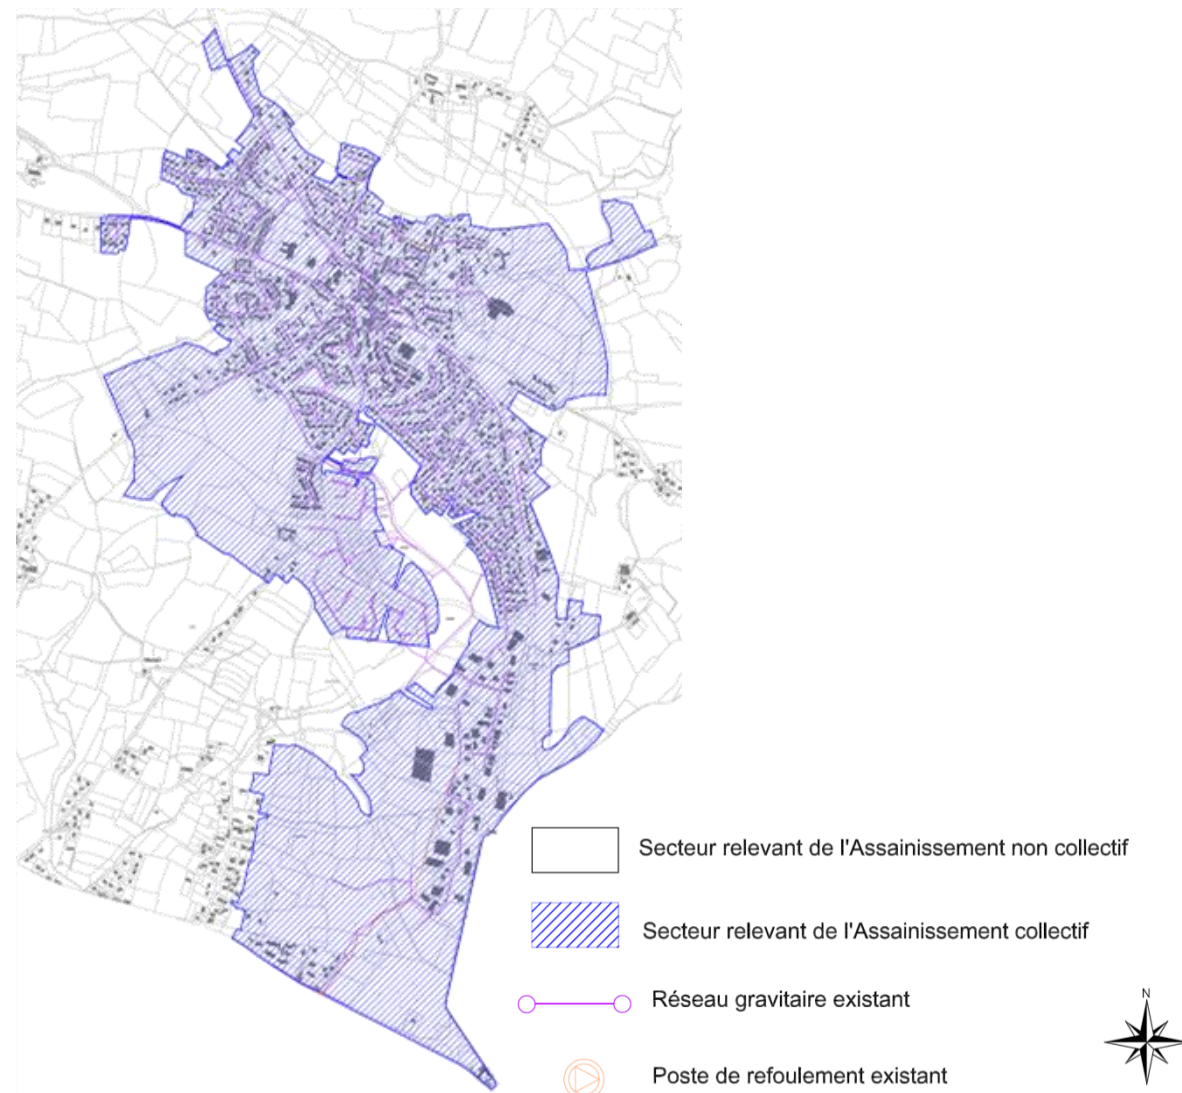 Secteur relevant de l'Assainissement non collectif
Secteur relevant de l'Assainissement collectif
Réseau gravitaire existant
N
Poste de refoulement existant